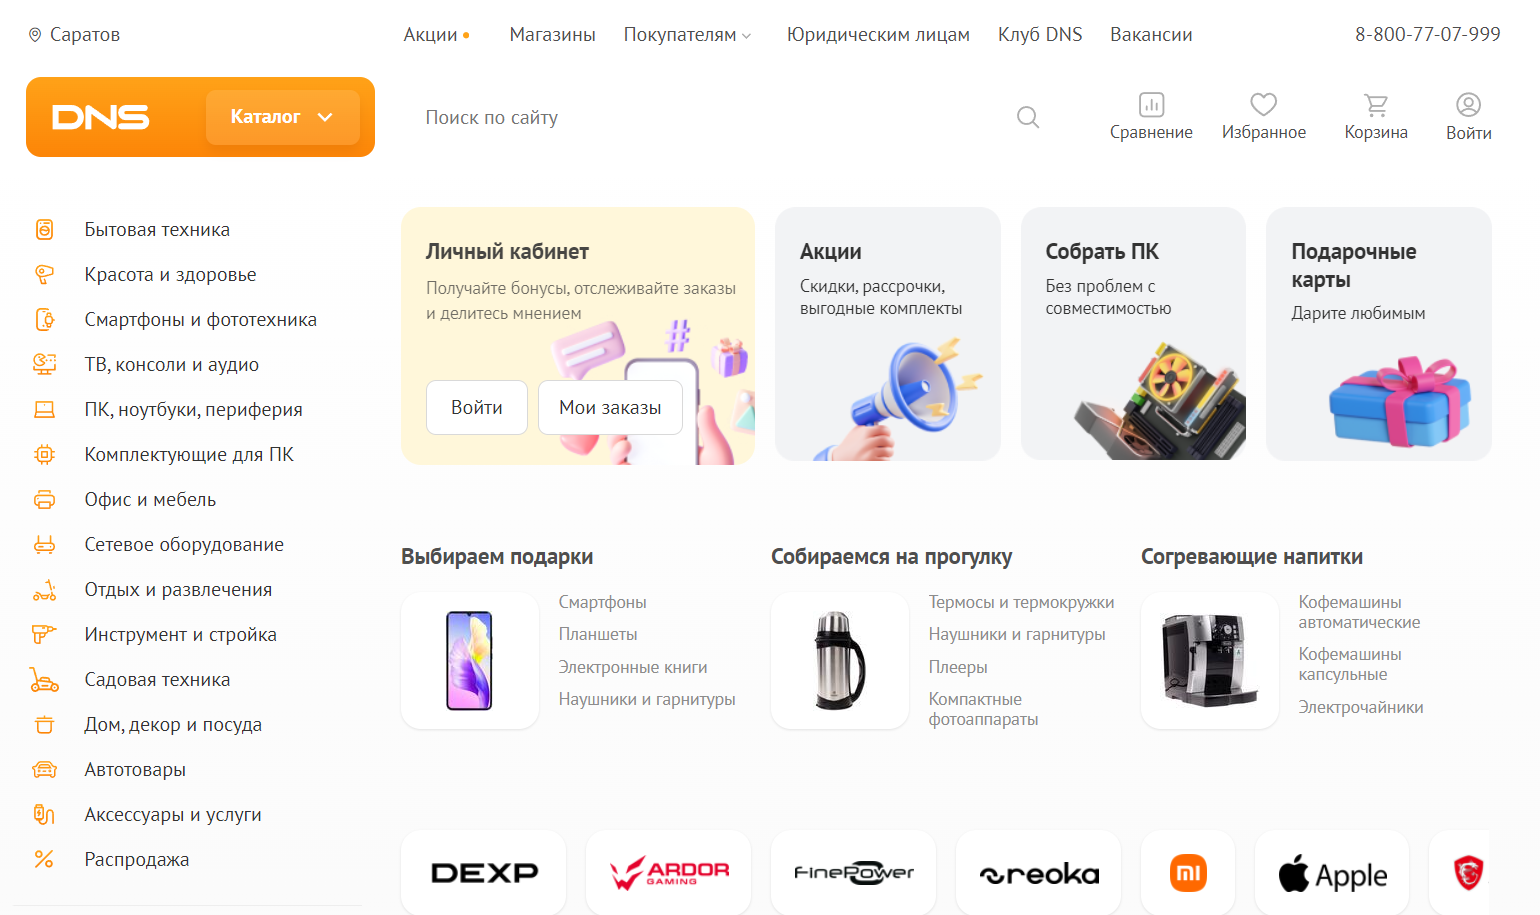 Саратов
Акции
Магазины
Покупателям
Юридическим лицам
Клуб DNS
Вакансии
8-800-77-07-999
DNS
Каталог
Поиск по сайту
Сравнение
Избранное
Корзина
Войти
Бытовая техника
Красота и здоровье
Смартфоны и фототехника
ТВ, консоли и аудио
ПК, ноутбуки, периферия
Комплектующие для ПК
Офис и мебель
Сетевое оборудование
Отдых и развлечения
Инструмент и стройка
Садовая техника
Дом, декор и посуда
Автотовары
Аксессуары и услуги
Распродажа
Личный кабинет
Получайте бонусы, отслеживайте заказы
и делитесь мнением
Войти
Мои заказы
Акции
Скидки, рассрочки,
выгодные комплекты
Собрать ПК
Без проблем с
совместимостью
Подарочные
карты
Дарите любимым
Выбираем подарки
Смартфоны
Планшеты
Электронные книги
Наушники и гарнитуры
Собираемся на прогулку
Термосы и термокружки
Наушники и гарнитуры
Плееры
Компактные
фотоаппараты
Согревающие напитки
Кофемашины
автоматические
Кофемашины
капсульные
Электрочайники
DEXP
ARDOR
GAMING
FinePower
areoka
mi
Apple